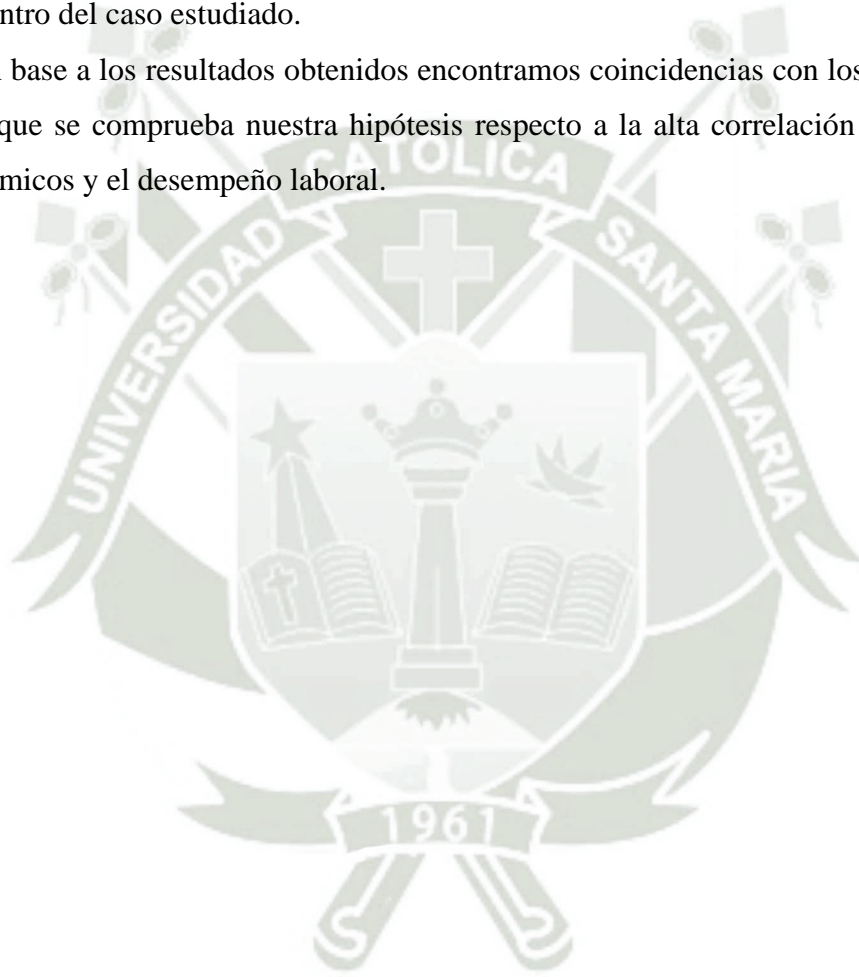 ntro del caso estudiado.
base a los resultados obtenidos encontramos coincidencias con los
que se comprueba nuestra hipótesis respecto a la alta correlación
micos y el desempeño laboral.
UNIVERSIDAD CATOLICA SANTA MARIA
1961